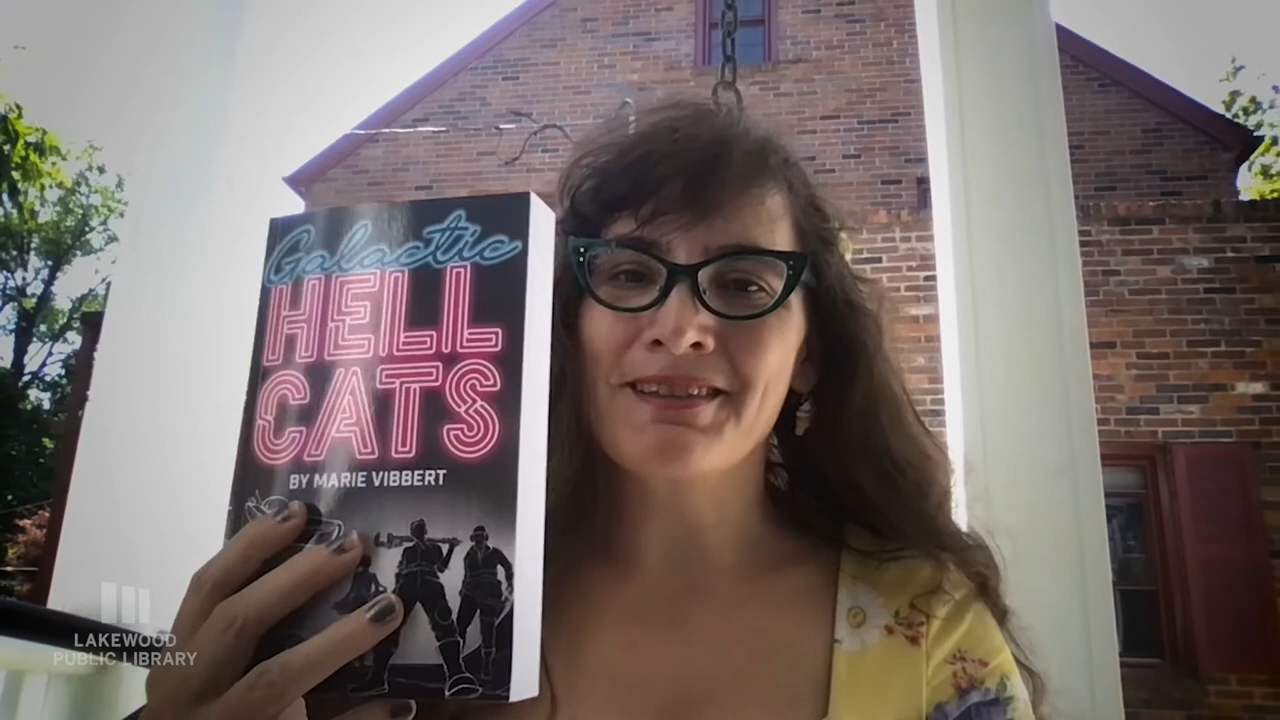 Galactic
HELL
CATS
BY MARIE VIBBERT
LAKEWOOD
PUBLIC LIBRARY